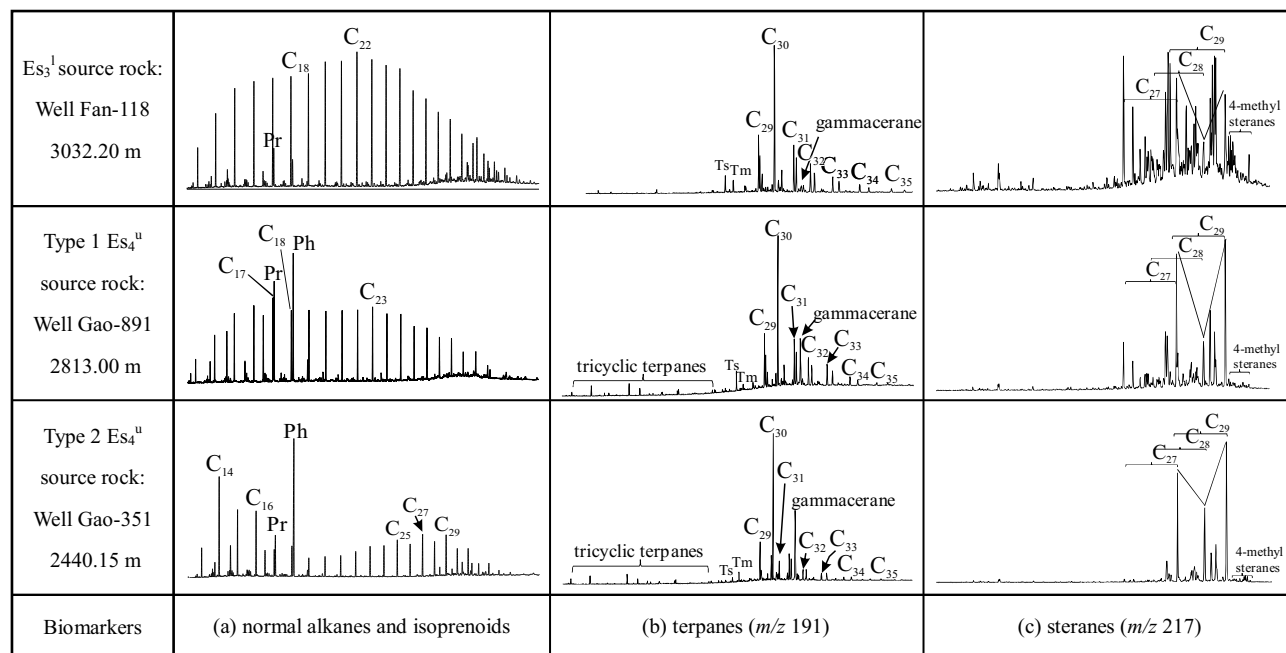 Es₃ˡ source rock:
Well Fan-118
3032.20 m
C₁₈
C₂₂
Pr
C₃₀
C₂₉
C₃₁
gammacerane
Ts Tm
C₃₂
C₃₃
C₃₄
C₃₅
C₂₉
C₂₈
C₂₇
4-methyl
steranes
Type 1 Es₄ᵘ
source rock:
Well Gao-891
2813.00 m
C₁₈
Ph
C₁₇
Pr
C₂₃
C₃₀
C₃₁
gammacerane
C₂₉
C₃₂
C₃₃
tricyclic terpanes
Ts
Tm
C₃₄
C₃₅
C₂₉
C₂₈
C₂₇
4-methyl
steranes
Type 2 Es₄ᵘ
source rock:
Well Gao-351
2440.15 m
Ph
C₁₄
C₁₆
Pr
C₂₇
C₂₅
C₂₉
C₃₀
C₃₁
gammacerane
C₂₉
C₃₂
C₃₃
tricyclic terpanes
Ts Tm
C₃₄
C₃₅
C₂₉
C₂₈
C₂₇
4-methyl
steranes
Biomarkers
(a) normal alkanes and isoprenoids
(b) terpanes (m/z 191)
(c) steranes (m/z 217)